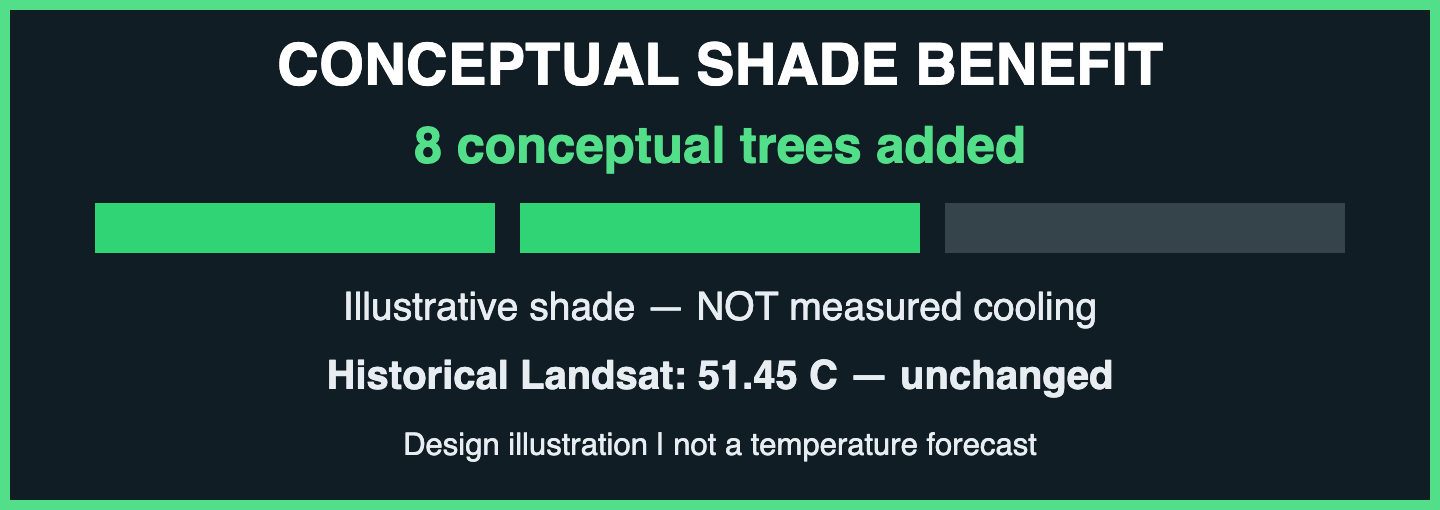 CONCEPTUAL SHADE BENEFIT
8 conceptual trees added
Illustrative shade — NOT measured cooling
Historical Landsat: 51.45 C — unchanged
Design illustration | not a temperature forecast